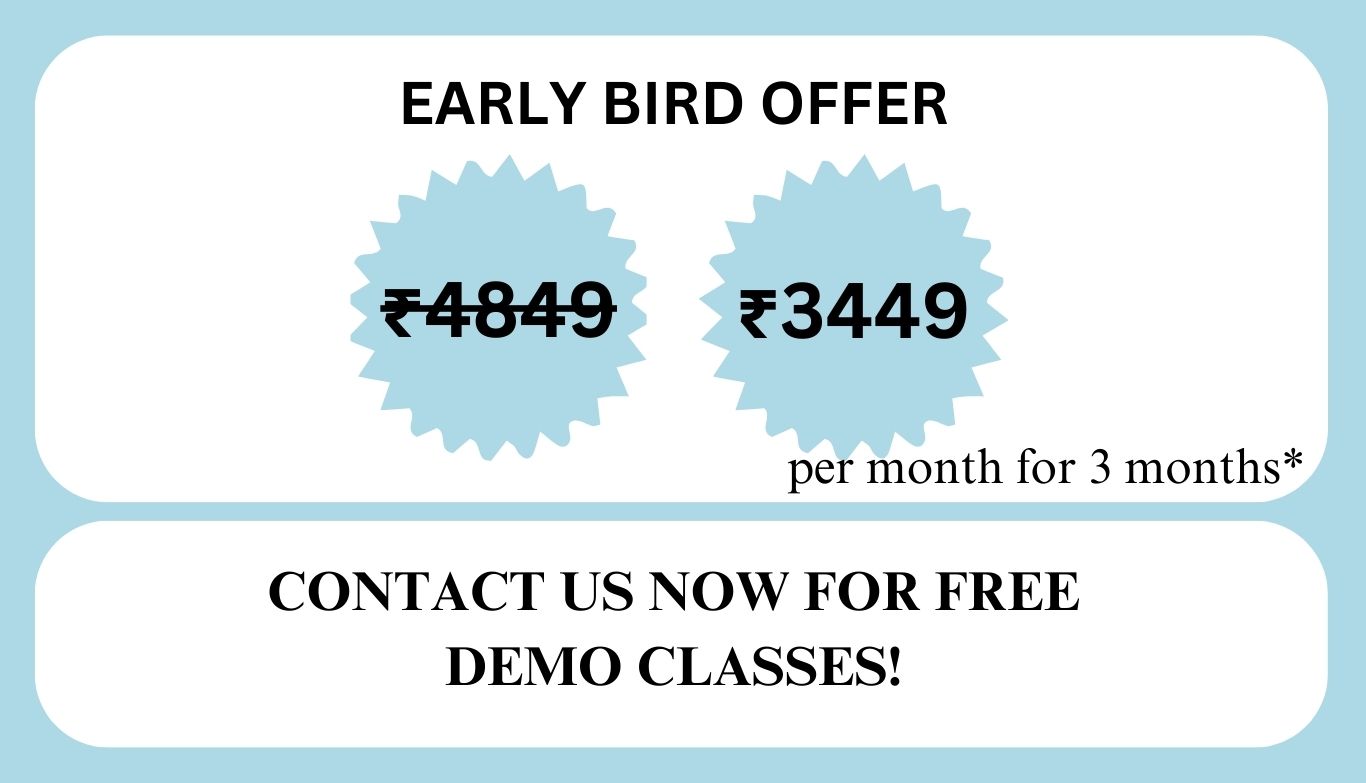 EARLY BIRD OFFER
₹4849 ₹3449
per month for 3 months*
CONTACT US NOW FOR FREE
DEMO CLASSES!